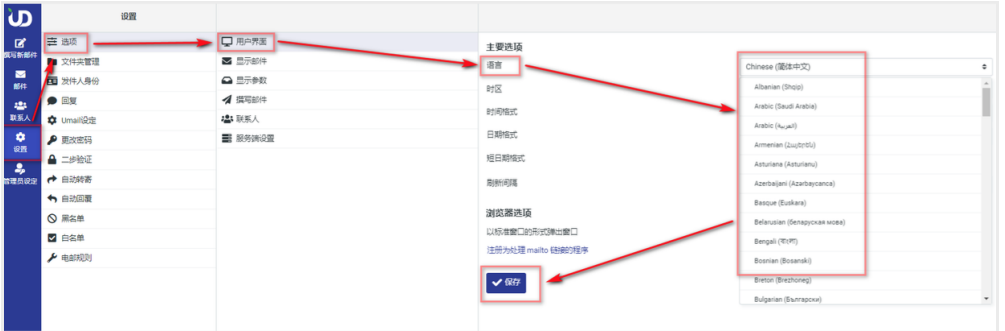 UD
撰写新邮件
邮件
联系人
设置
管理员设定
设置
选项
文件夹管理
发件人身份
回复
Umail设定
更改密码
二步验证
自动转寄
自动回覆
黑名单
白名单
电邮规则
用户界面
显示邮件
显示参数
撰写邮件
联系人
服务端设置
主要选项
语言
时区
时间格式
日期格式
短日期格式
刷新间隔
浏览器选项
以标准窗口的形式弹出窗口
注册为处理 mailto 链接的程序
保存
Chinese (简体中文)
Albanian (Shqip)
Arabic (Saudi Arabie)
Arabic (العربية)
Armenian (Հայերեն)
Asturiana (Asturianu)
Azerbaijani (Azərbaycanca)
Basque (Euskara)
Belarusian (беларуская мова)
Bengali (বাংলা)
Bosnian (Bosanski)
Breton (Brezhoneg)
Bulgarian (Български)